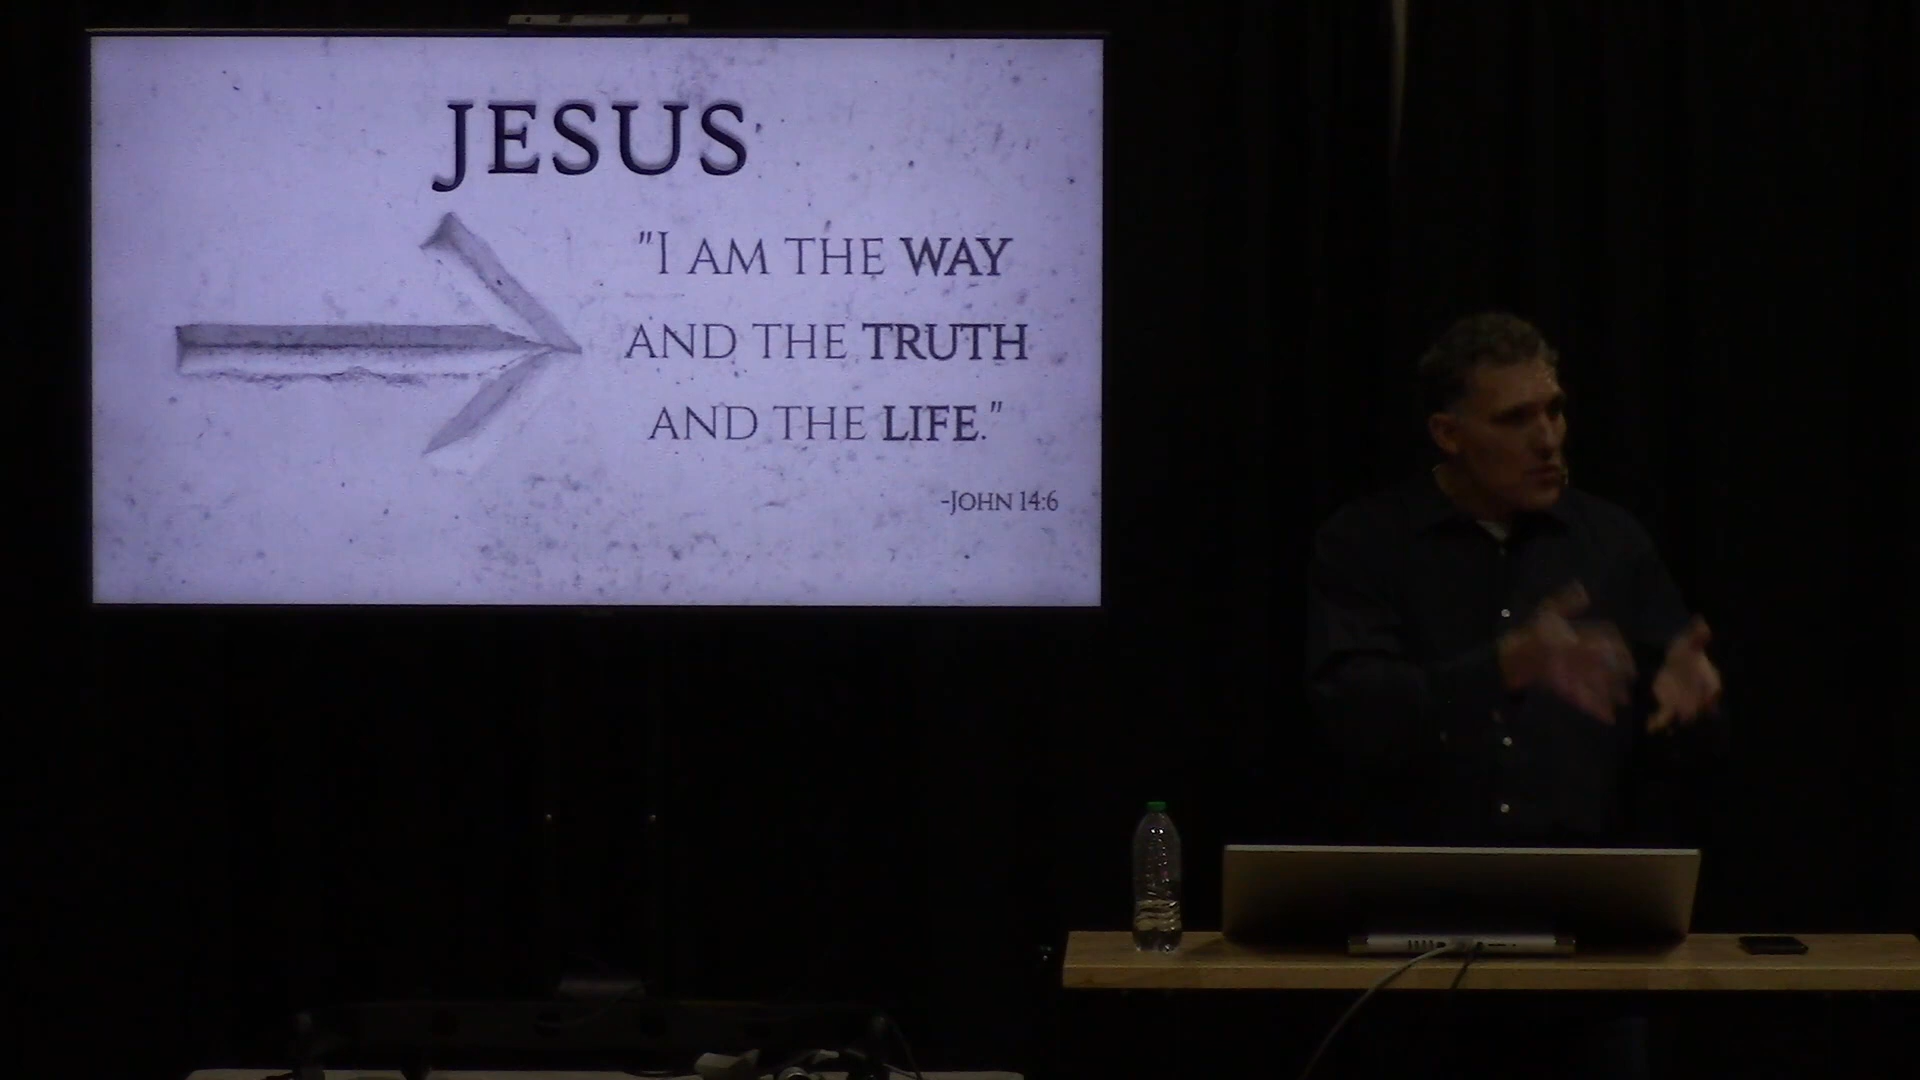 JESUS
"I AM THE WAY
AND THE TRUTH
AND THE LIFE."
-JOHN 14:6